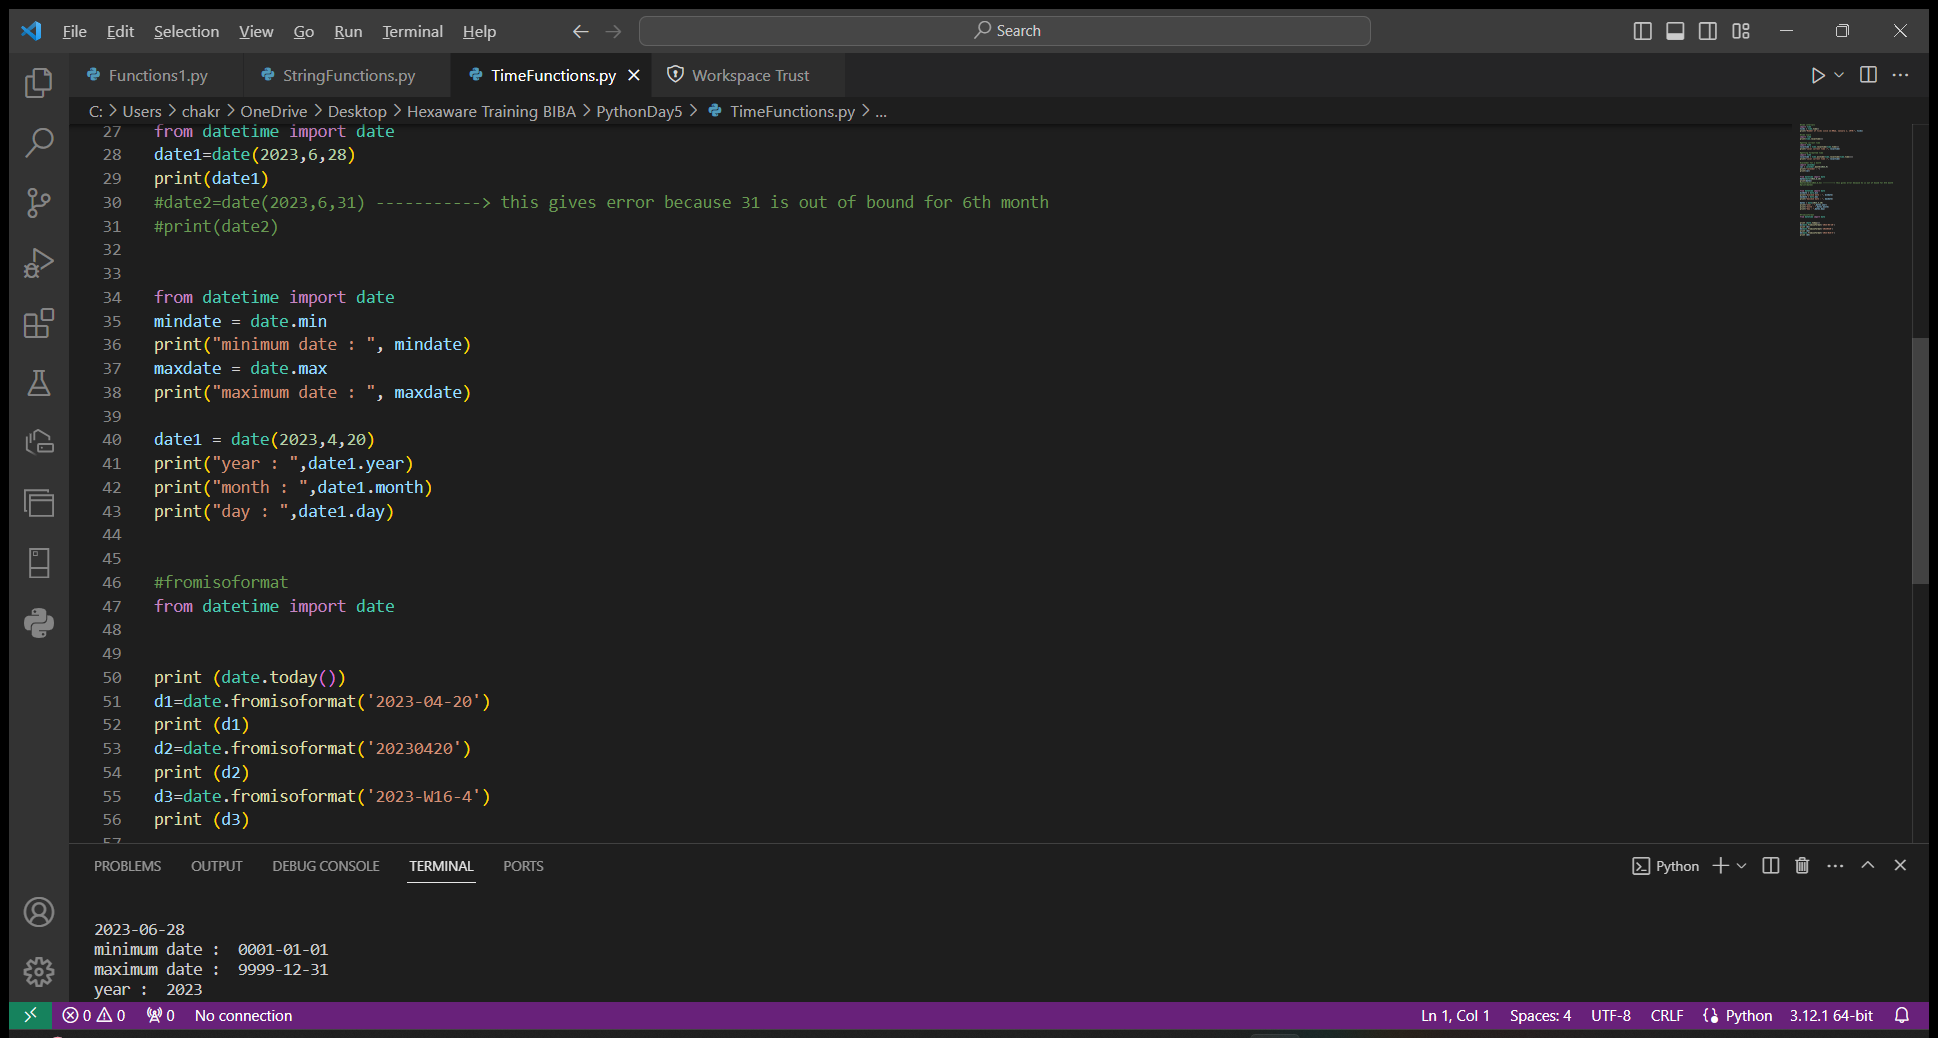 File Edit Selection View Go Run Terminal Help Search
Functions1.py StringFunctions.py TimeFunctions.py Workspace Trust
C: > Users > chakr > OneDrive > Desktop > Hexaware Training BIBA > PythonDay5 > TimeFunctions.py > ...
27 from datetime import date
28 date1=date(2023,6,28)
29 print(date1)
30 #date2=date(2023,6,31) -----------> this gives error because 31 is out of bound for 6th month
31 #print(date2)
32
33
34 from datetime import date
35 mindate = date.min
36 print("minimum date : ", mindate)
37 maxdate = date.max
38 print("maximum date : ", maxdate)
39
40 date1 = date(2023,4,20)
41 print("year : ",date1.year)
42 print("month : ",date1.month)
43 print("day : ",date1.day)
44
45
46 #fromisoformat
47 from datetime import date
48
49
50 print (date.today())
51 d1=date.fromisoformat('2023-04-20')
52 print (d1)
53 d2=date.fromisoformat('20230420')
54 print (d2)
55 d3=date.fromisoformat('2023-W16-4')
56 print (d3)
57
PROBLEMS OUTPUT DEBUG CONSOLE TERMINAL PORTS Python
2023-06-28
minimum date :  0001-01-01
maximum date :  9999-12-31
year :  2023
0 0 0 No connection Ln 1, Col 1 Spaces: 4 UTF-8 CRLF Python 3.12.1 64-bit